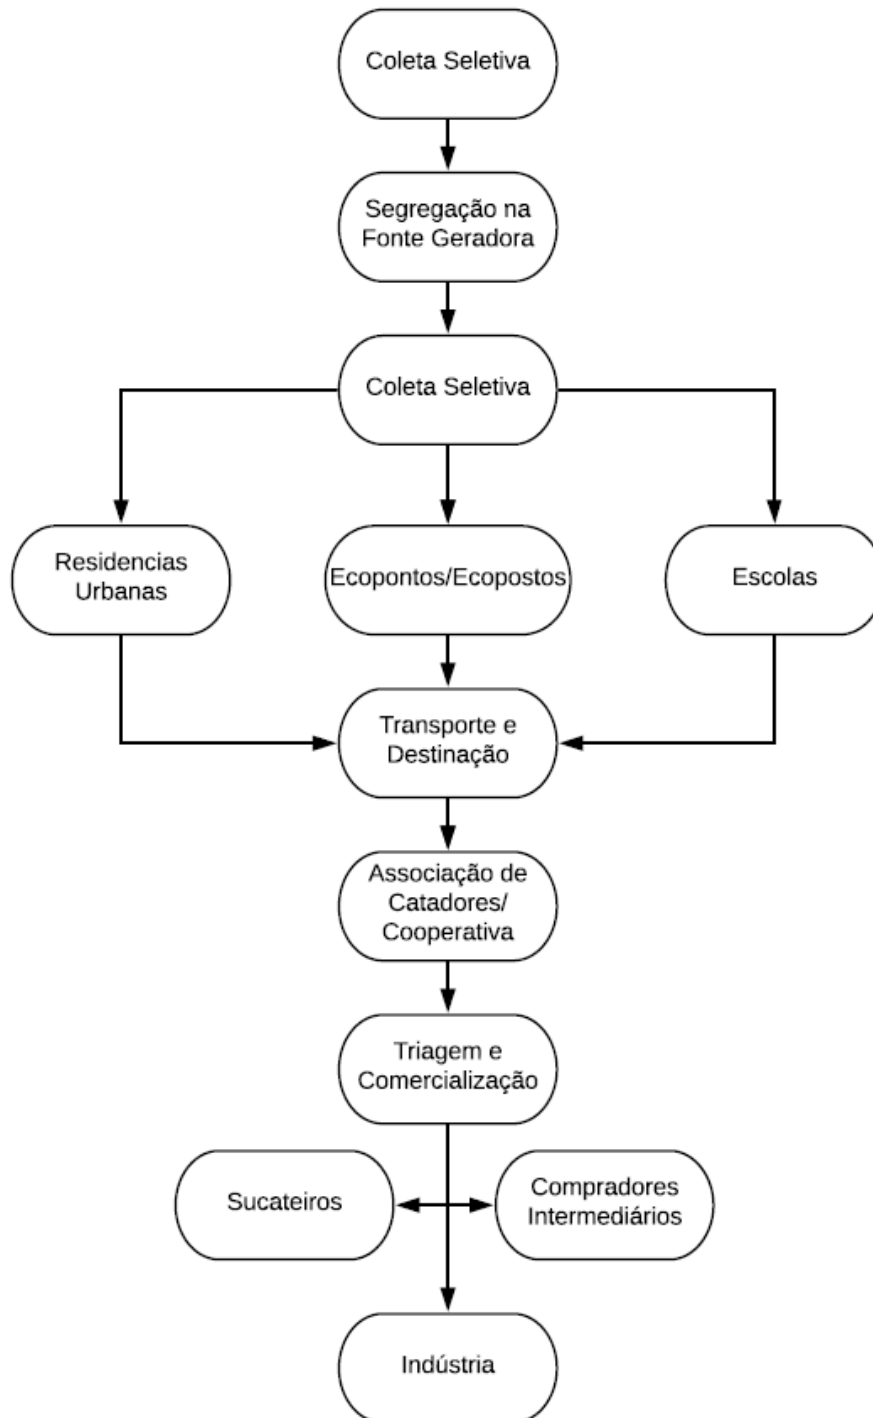 Coleta Seletiva
Segregação na
Fonte Geradora
Coleta Seletiva
Residencias
Urbanas
Ecopontos/Ecopostos
Escolas
Transporte e
Destinação
Associação de
Catadores/
Cooperativa
Triagem e
Comercialização
Sucateiros
Compradores
Intermediários
Indústria